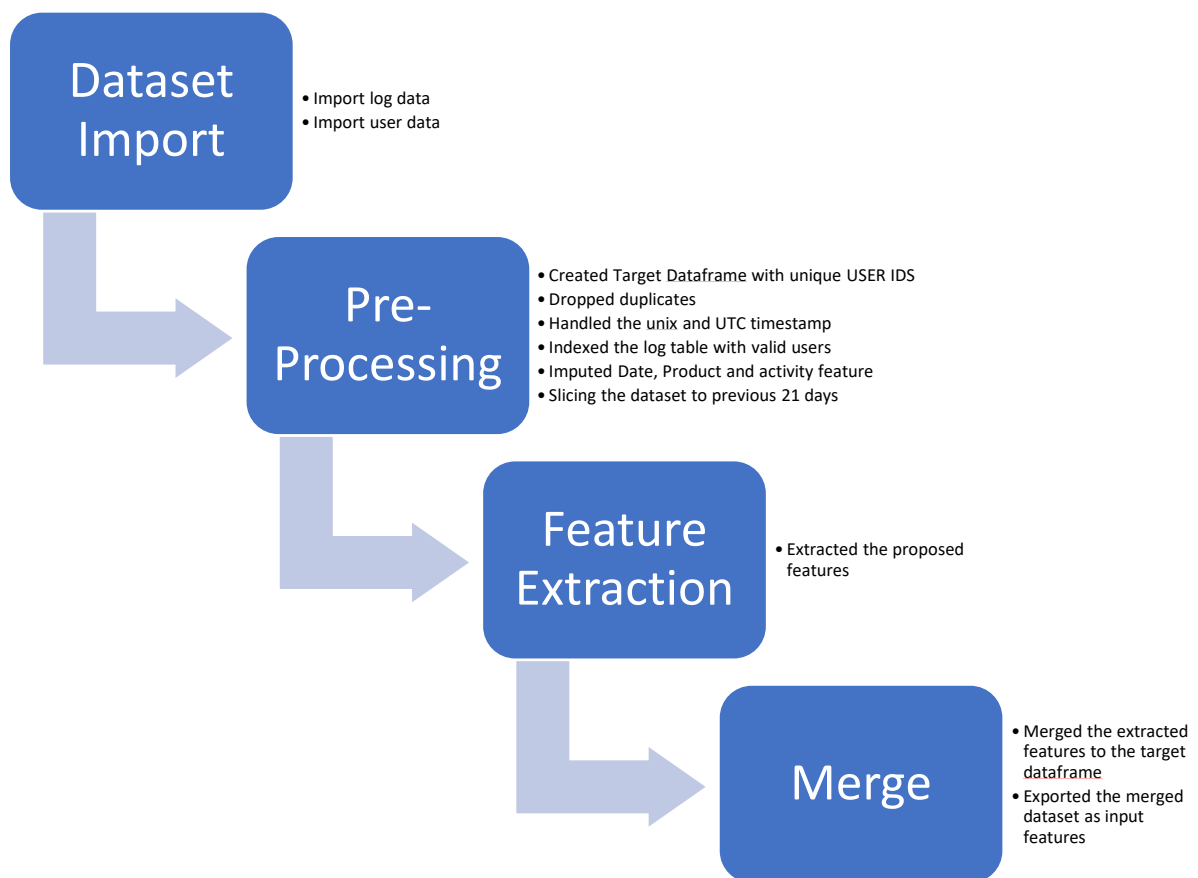 Dataset
Import
• Import log data
• Import user data
Pre-
Processing
• Created Target Dataframe with unique USER IDS
• Dropped duplicates
• Handled the unix and UTC timestamp
• Indexed the log table with valid users
• Imputed Date, Product and activity feature
• Slicing the dataset to previous 21 days
Feature
Extraction
• Extracted the proposed
features
Merge
• Merged the extracted
features to the target
dataframe
• Exported the merged
dataset as input
features